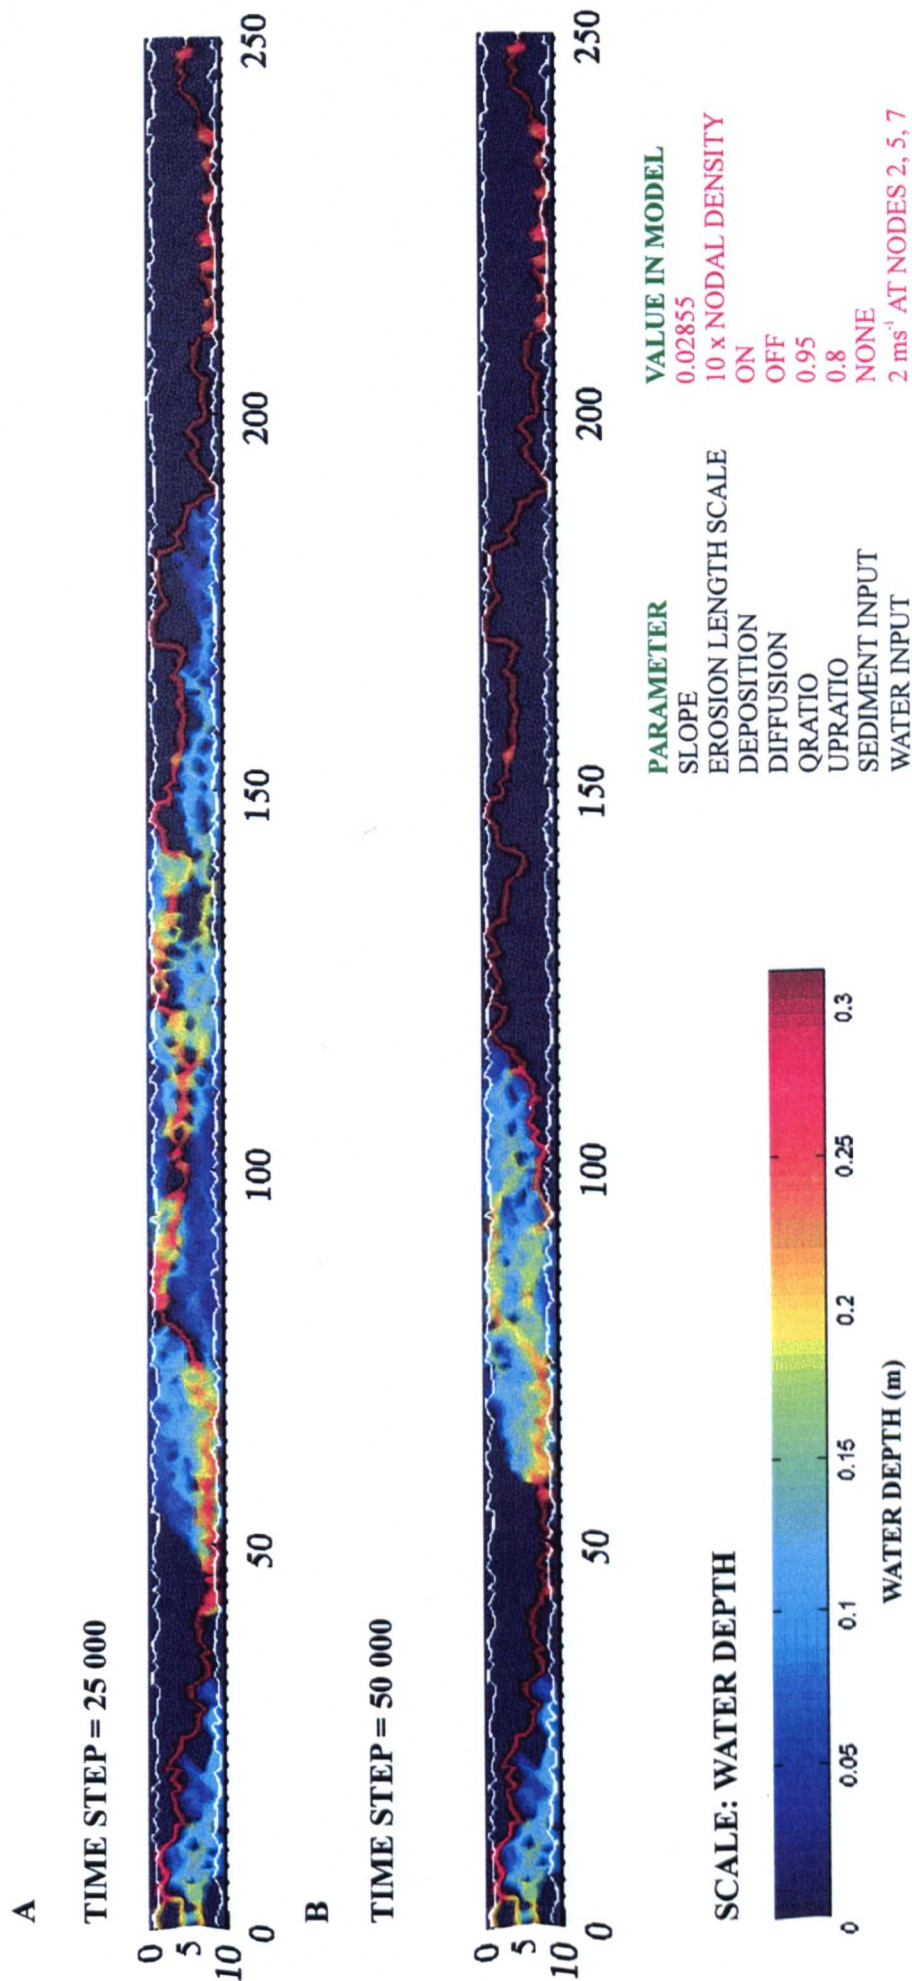 A
TIME STEP = 25 000
0
5
10
0 50 100 150 200 250
B
TIME STEP = 50 000
0
5
10
0 50 100 150 200 250
SCALE: WATER DEPTH
0 0.05 0.1 0.15 0.2 0.25 0.3
WATER DEPTH (m)
PARAMETER VALUE IN MODEL
SLOPE 0.02855
EROSION LENGTH SCALE 10 x NODAL DENSITY
DEPOSITION ON
DIFFUSION OFF
QRATIO 0.95
UPRATIO 0.8
SEDIMENT INPUT NONE
WATER INPUT 2 ms⁻¹ AT NODES 2, 5, 7